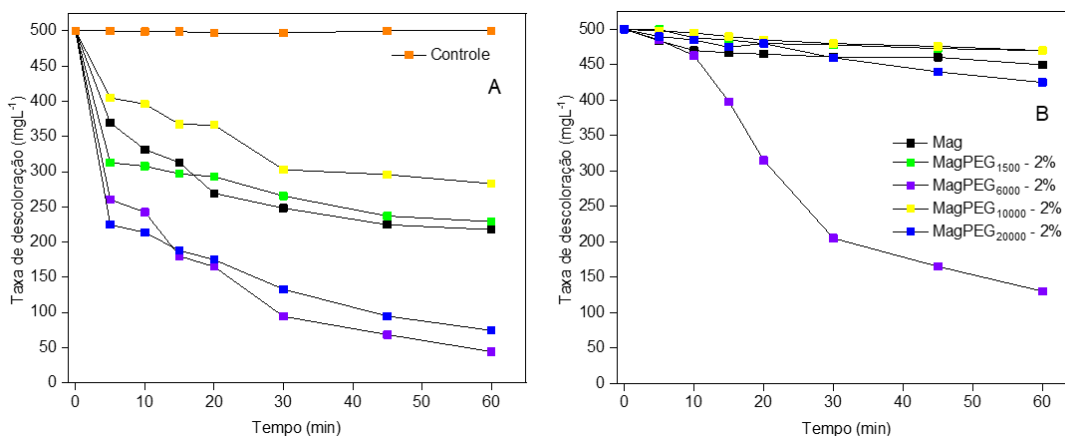 Taxa de descoloração (mgL⁻¹)
500
450
400
350
300
250
200
150
100
50
0
0 10 20 30 40 50 60
Tempo (min)
Controle
A
Taxa de descoloração (mgL⁻¹)
500
450
400
350
300
250
200
150
100
50
0
0 10 20 30 40 50 60
Tempo (min)
B
Mag
MagPEG₁₅₀₀ - 2%
MagPEG₆₀₀₀ - 2%
MagPEG₁₀₀₀₀ - 2%
MagPEG₂₀₀₀₀ - 2%